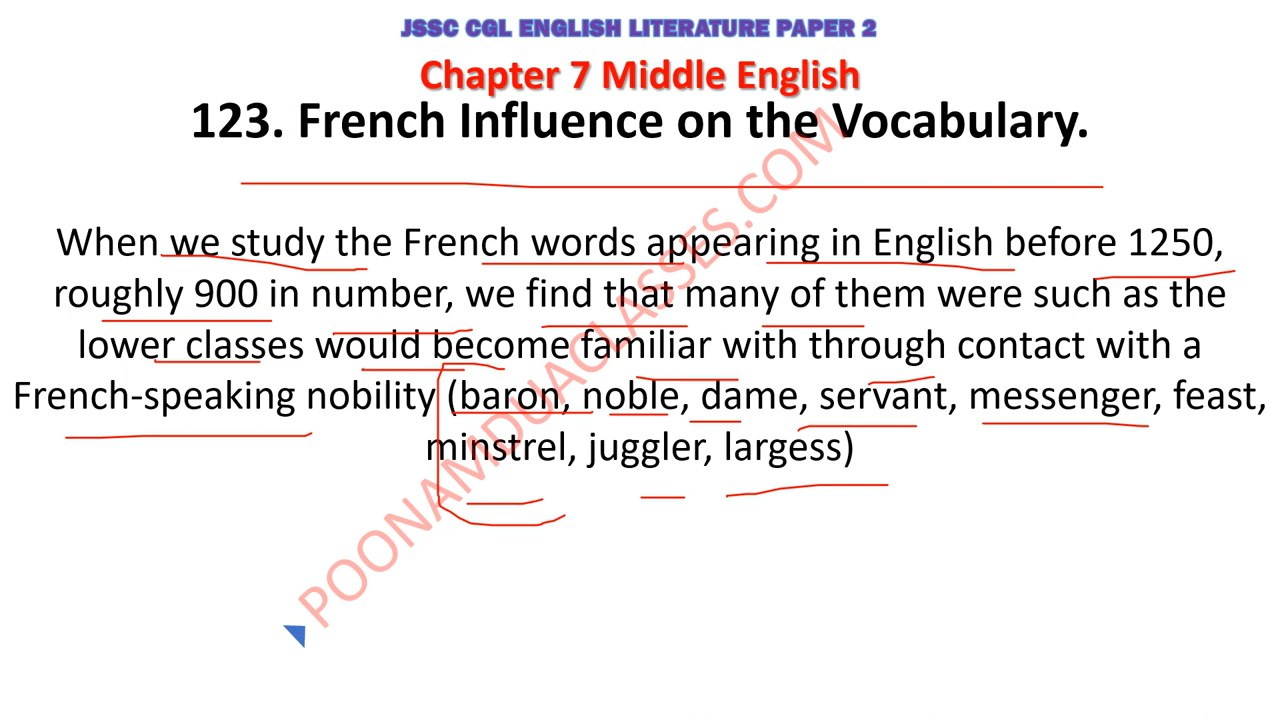 JSSC CGL ENGLISH LITERATURE PAPER 2
Chapter 7 Middle English
123. French Influence on the Vocabulary.
When we study the French words appearing in English before 1250,
roughly 900 in number, we find that many of them were such as the
lower classes would become familiar with through contact with a
French-speaking nobility (baron, noble, dame, servant, messenger, feast,
minstrel, juggler, largess)
POONAMDUACLASSES.COM